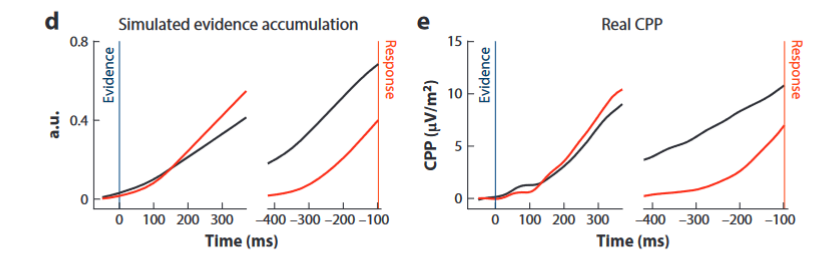 d Simulated evidence accumulation
0.8
0.4
0
a.u.
Evidence
Response
0 100 200 300
−400 −300 −200 −100
Time (ms)
e Real CPP
15
10
5
0
CPP (μV/m²)
Evidence
Response
0 100 200 300
−400 −300 −200 −100
Time (ms)